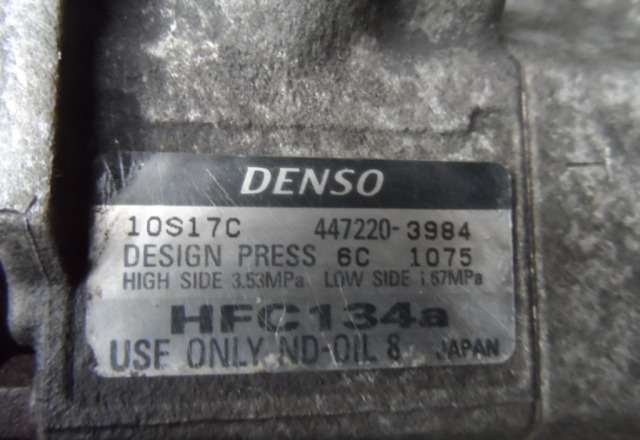 DENSO
10S17C 447220-3984
DESIGN PRESS 6C 1075
HIGH SIDE 3.53MPa LOW SIDE 1.67MPa
HFC134a
USE ONLY ND-OIL 8 JAPAN